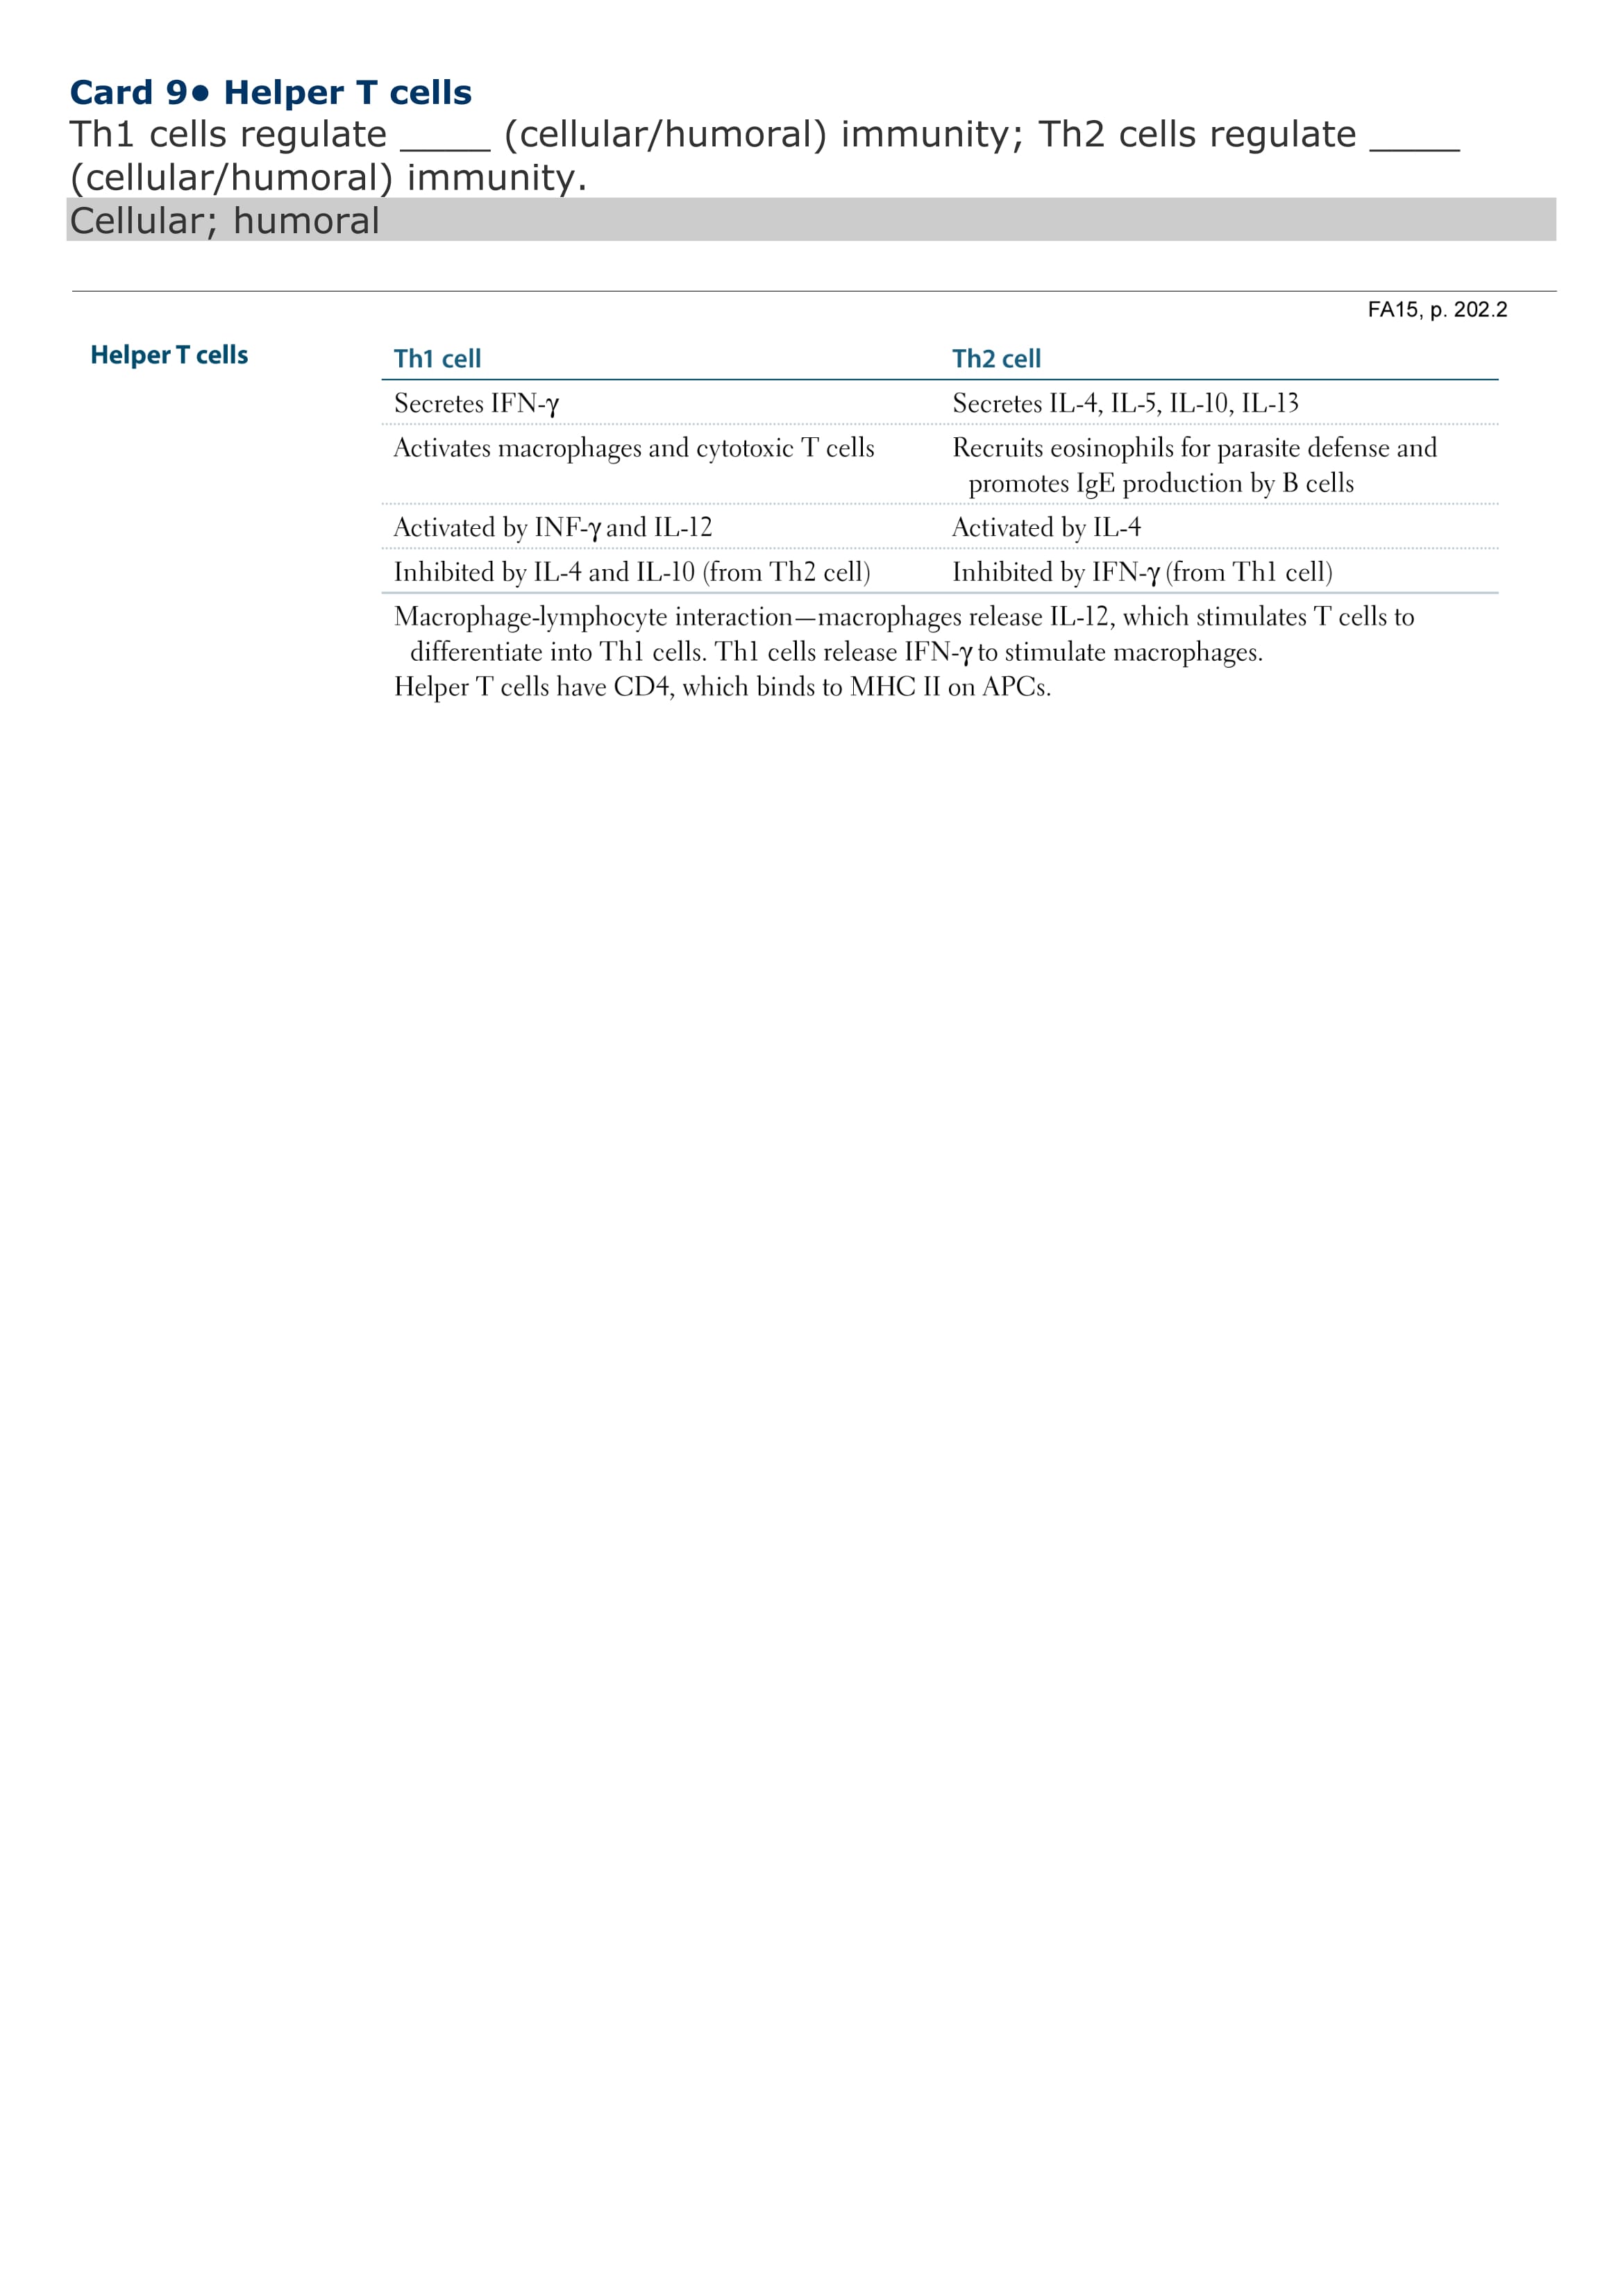 Card 9• Helper T cells
Th1 cells regulate _____ (cellular/humoral) immunity; Th2 cells regulate _____
(cellular/humoral) immunity.
Cellular; humoral
FA15, p. 202.2
Helper T cells
Th1 cell
Th2 cell
Secretes IFN-γ
Secretes IL-4, IL-5, IL-10, IL-13
Activates macrophages and cytotoxic T cells
Recruits eosinophils for parasite defense and
promotes IgE production by B cells
Activated by INF-γ and IL-12
Activated by IL-4
Inhibited by IL-4 and IL-10 (from Th2 cell)
Inhibited by IFN-γ (from Th1 cell)
Macrophage-lymphocyte interaction—macrophages release IL-12, which stimulates T cells to
differentiate into Th1 cells. Th1 cells release IFN-γ to stimulate macrophages.
Helper T cells have CD4, which binds to MHC II on APCs.